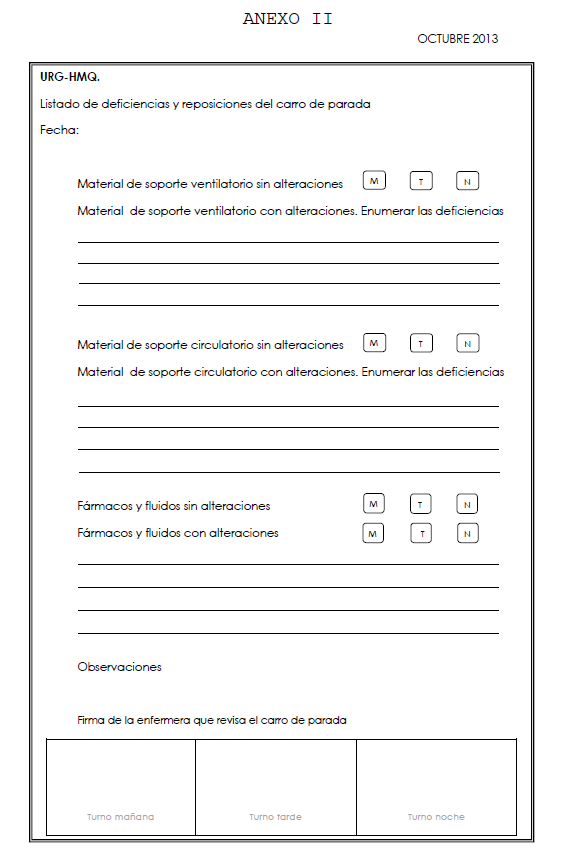 ANEXO II
OCTUBRE 2013
URG-HMQ.
Listado de deficiencias y reposiciones del carro de parada
Fecha:
Material de soporte ventilatorio sin alteraciones M T N
Material de soporte ventilatorio con alteraciones. Enumerar las deficiencias
Material de soporte circulatorio sin alteraciones M T N
Material de soporte circulatorio con alteraciones. Enumerar las deficiencias
Fármacos y fluidos sin alteraciones M T N
Fármacos y fluidos con alteraciones M T N
Observaciones
Firma de la enfermera que revisa el carro de parada
Turno mañana Turno tarde Turno noche